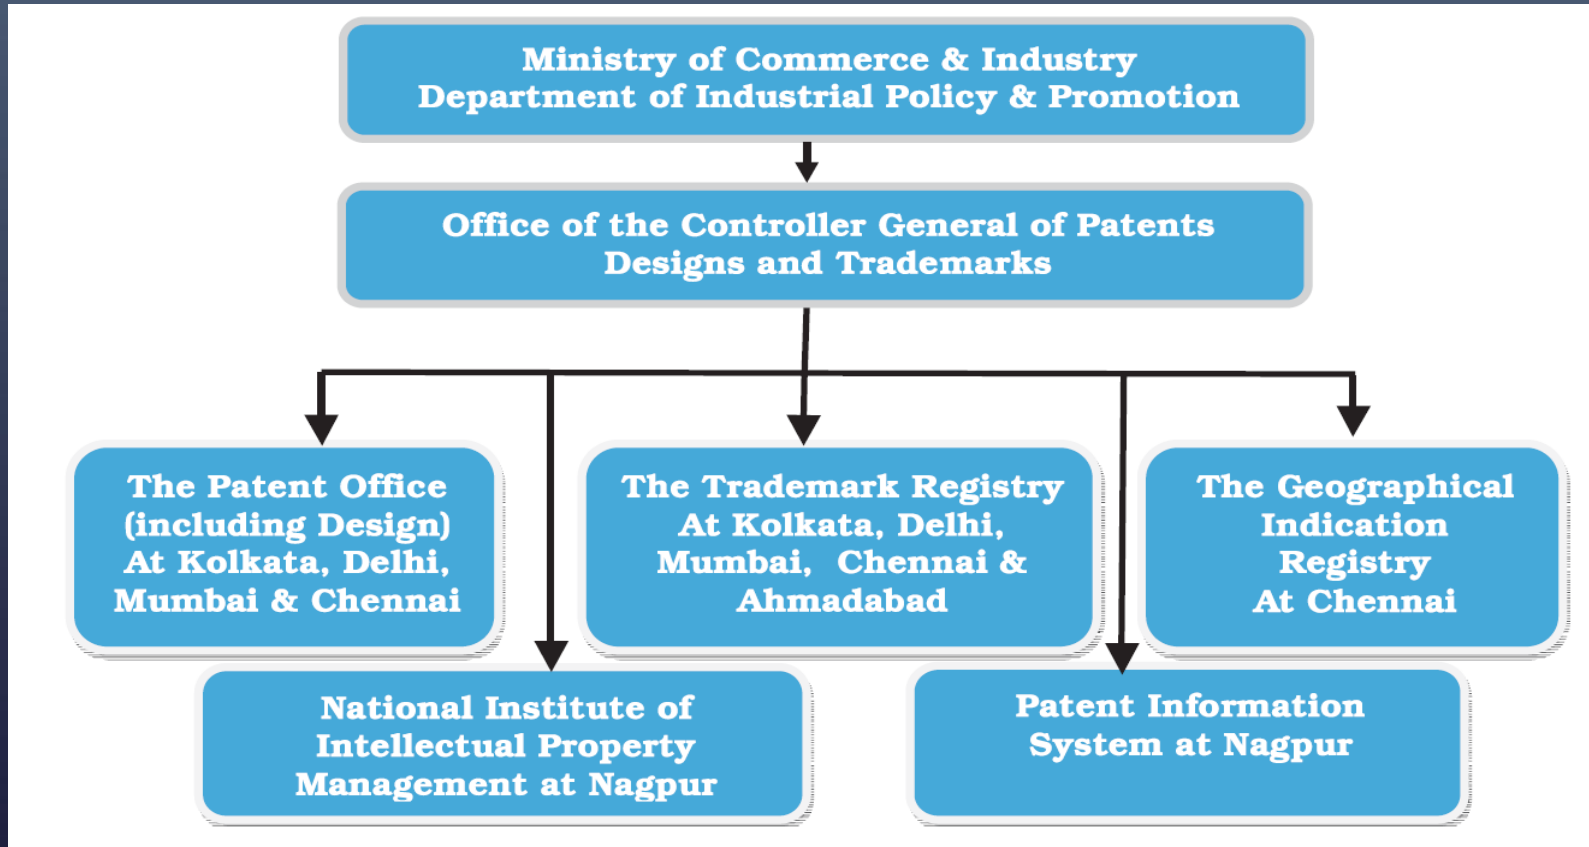 Ministry of Commerce & Industry
Department of Industrial Policy & Promotion
Office of the Controller General of Patents
Designs and Trademarks
The Patent Office
(including Design)
At Kolkata, Delhi,
Mumbai & Chennai
The Trademark Registry
At Kolkata, Delhi,
Mumbai, Chennai &
Ahmadabad
The Geographical
Indication
Registry
At Chennai
National Institute of
Intellectual Property
Management at Nagpur
Patent Information
System at Nagpur